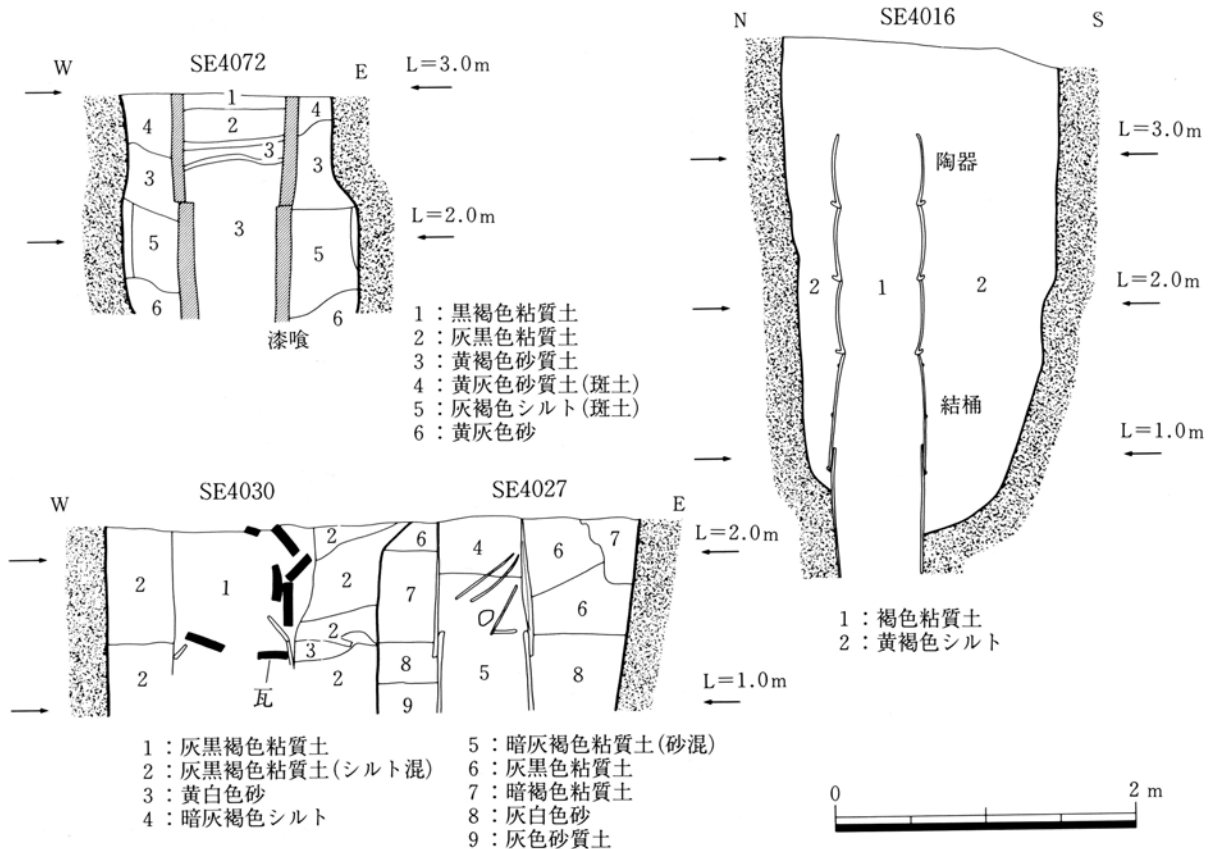 SE4072
W
E
L=3.0m
1
2
3
4
4
3
3
3
5
5
6
6
L=2.0m
漆喰
1：黒褐色粘質土
2：灰黒色粘質土
3：黄褐色砂質土
4：黄灰色砂質土(斑土)
5：灰褐色シルト(斑土)
6：黄灰色砂
SE4016
N
S
L=3.0m
陶器
L=2.0m
2
1
2
結桶
L=1.0m
1：褐色粘質土
2：黄褐色シルト
SE4030
SE4027
W
E
2
6
4
6
7
L=2.0m
2
1
2
7
6
2
3
2
2
8
5
8
9
瓦
L=1.0m
1：灰黒褐色粘質土
2：灰黒褐色粘質土(シルト混)
3：黄白色砂
4：暗灰褐色シルト
5：暗灰褐色粘質土(砂混)
6：灰黒色粘質土
7：暗褐色粘質土
8：灰白色砂
9：灰色砂質土
0
2 m